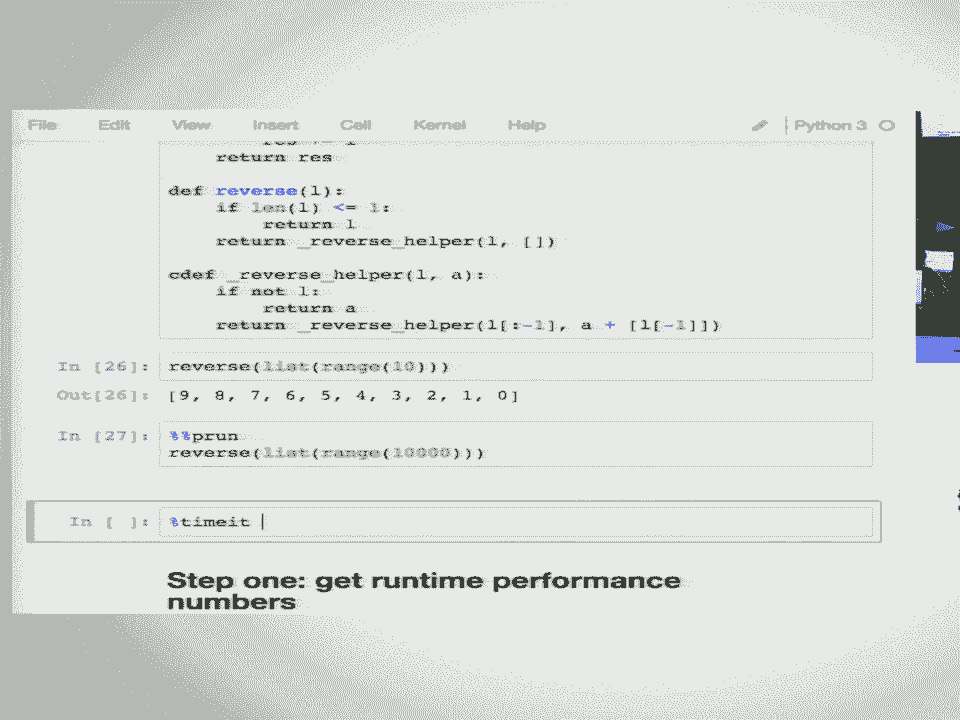 File Edit View Insert Cell Kernel Help Python 3
return res
def reverse(l):
if len(l) <= 1:
return l
return _reverse_helper(l, [])
cdef _reverse_helper(l, a):
if not l:
return a
return _reverse_helper(l[:-1], a + [l[-1]])
In [26]: reverse(list(range(10)))
Out[26]: [9, 8, 7, 6, 5, 4, 3, 2, 1, 0]
In [27]: %%prun
reverse(list(range(10000)))
In [ ]: %timeit
Step one: get runtime performance
numbers